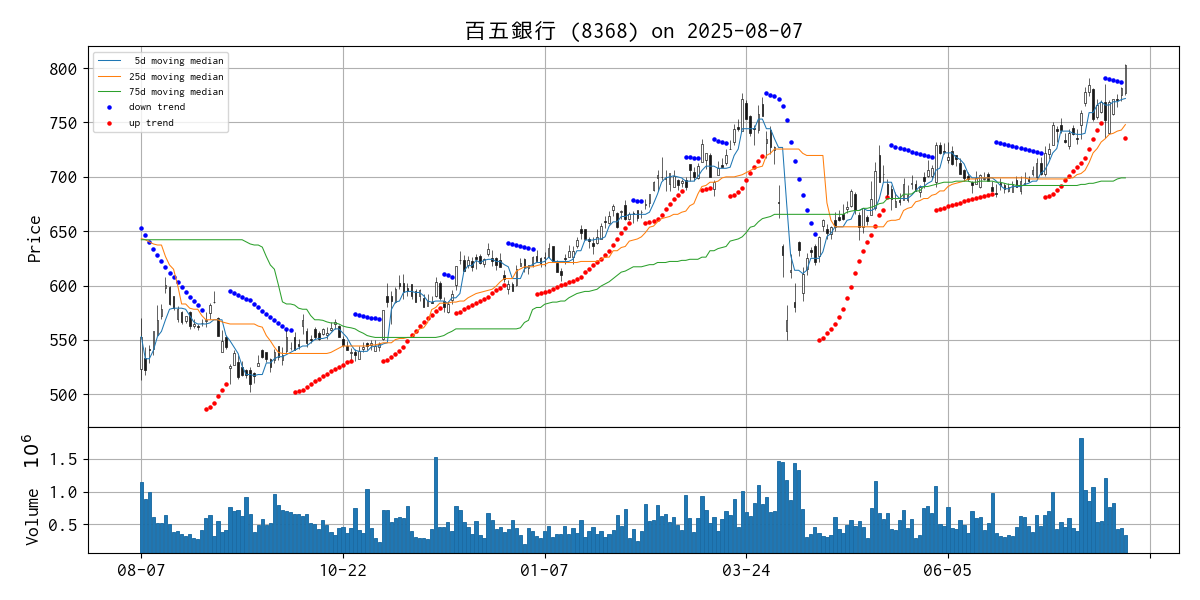 百五銀行 (8368) on 2025-08-07
5d moving median
25d moving median
75d moving median
down trend
up trend
800
750
700
650
600
550
500
Price
1.5
1.0
0.5
Volume 10^6
08-07
10-22
01-07
03-24
06-05